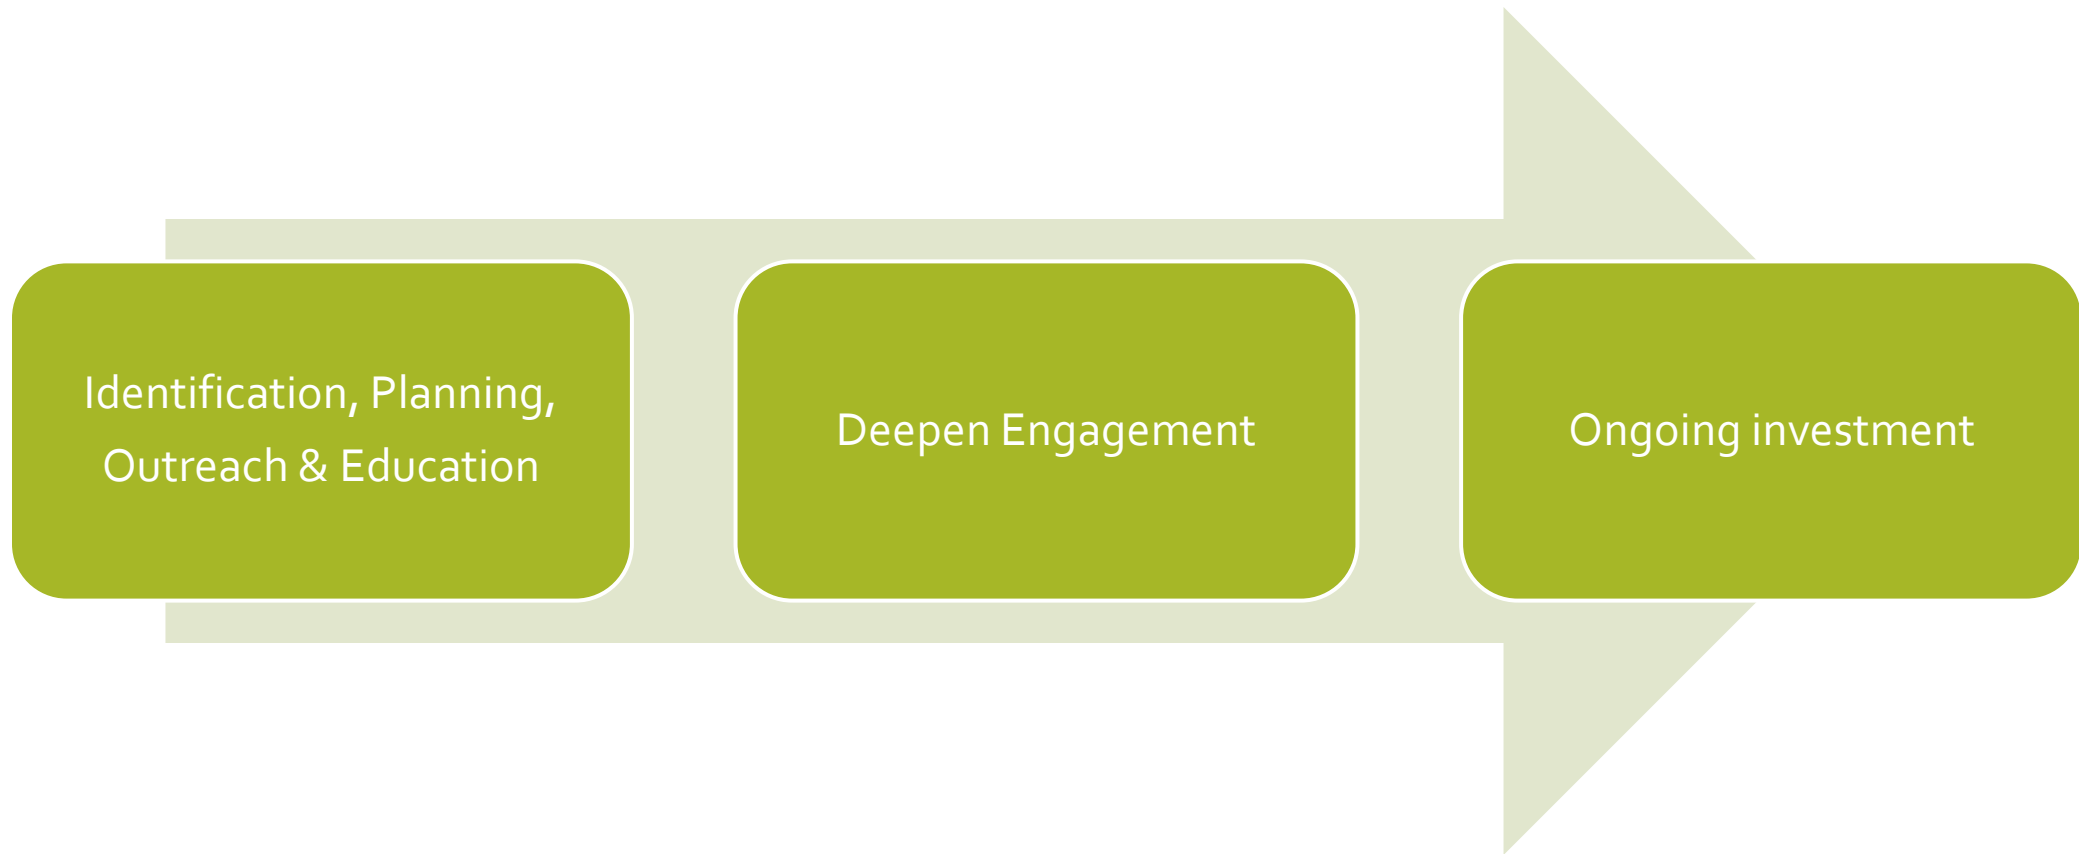 Identification, Planning,
Outreach & Education
Deepen Engagement
Ongoing investment